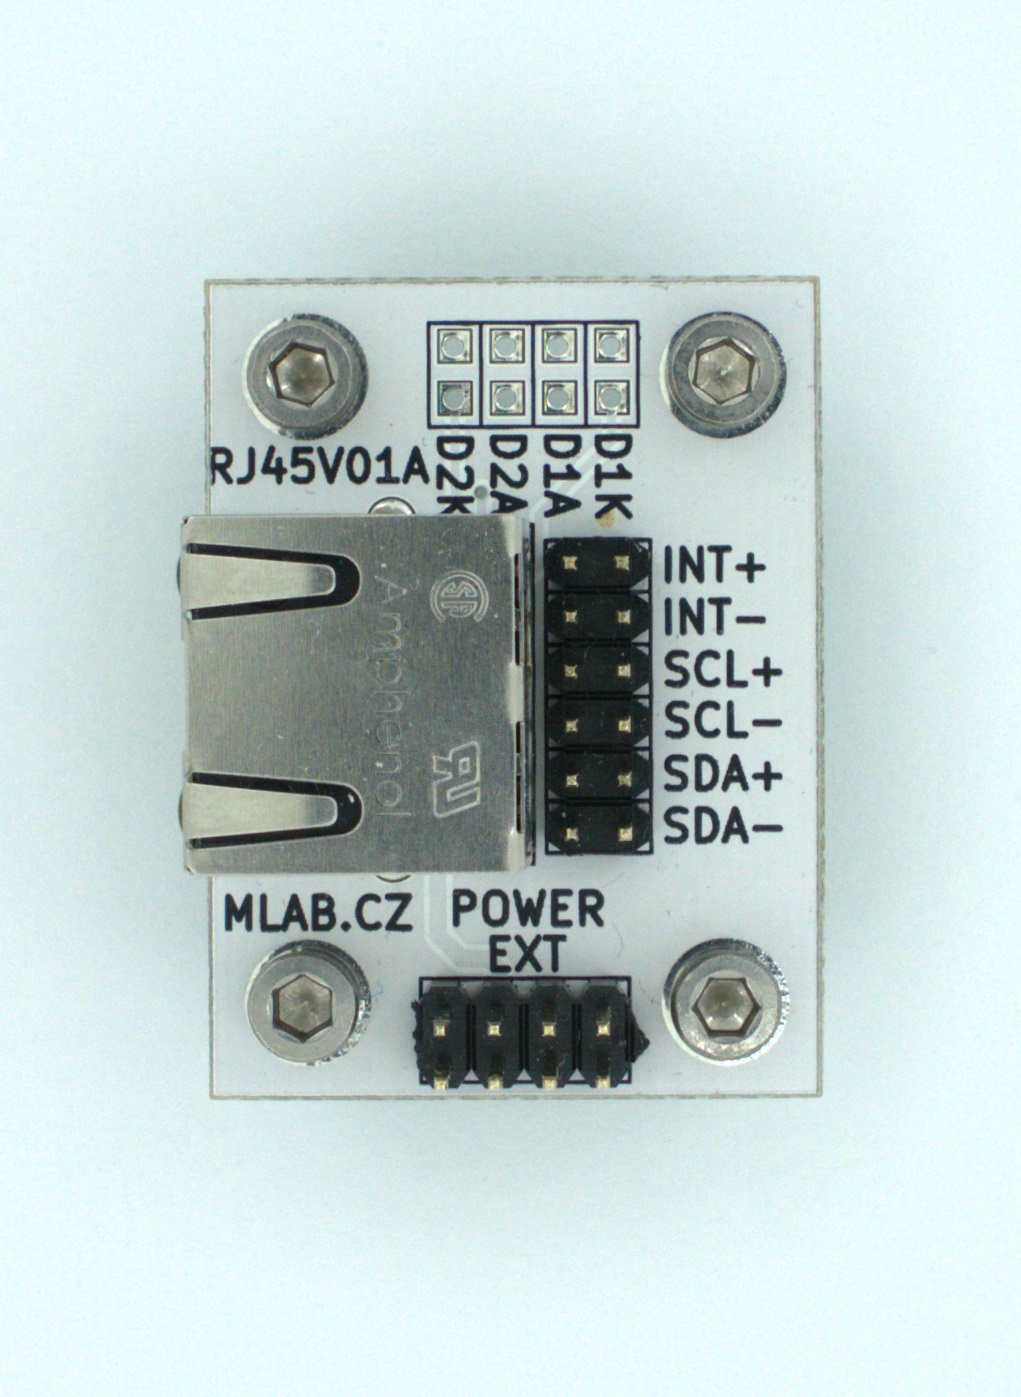 RJ45V01A
D2K
D2A
D1A
D1K
Amphenol
INT+
INT-
SCL+
SCL-
SDA+
SDA-
MLAB.CZ
POWER
EXT